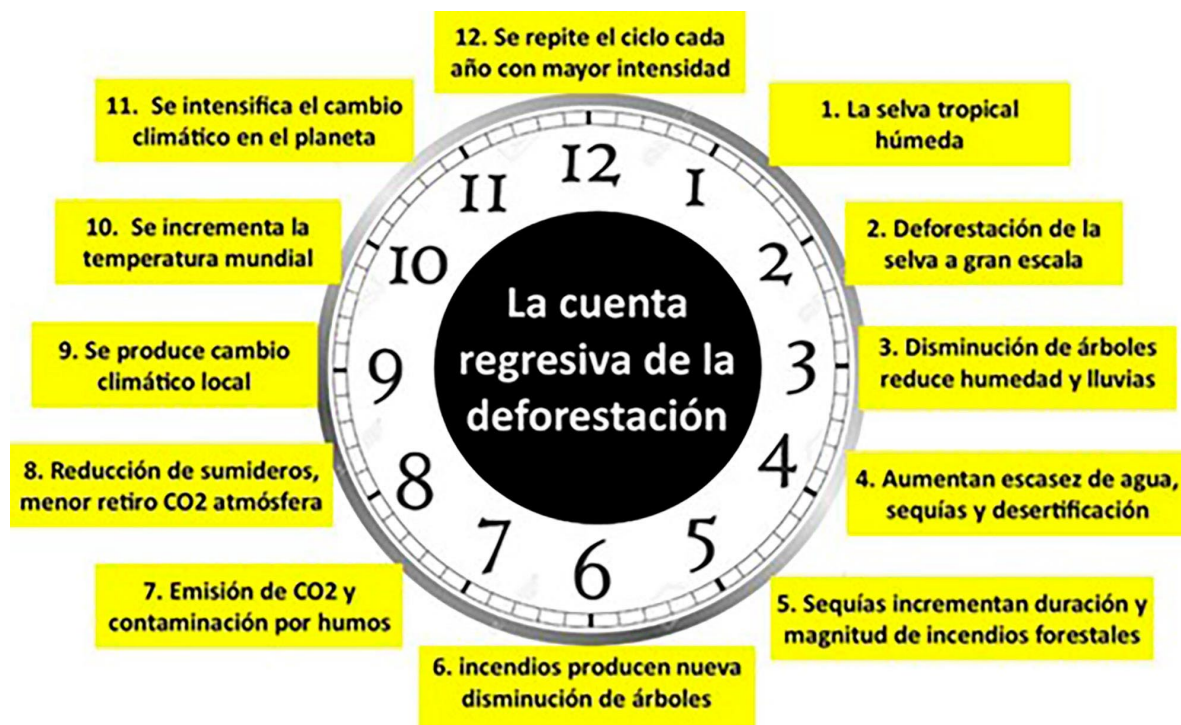 12. Se repite el ciclo cada
año con mayor intensidad
1. La selva tropical
húmeda
2. Deforestación de la
selva a gran escala
3. Disminución de árboles
reduce humedad y lluvias
4. Aumentan escasez de agua,
sequías y desertificación
5. Sequías incrementan duración y
magnitud de incendios forestales
6. incendios producen nueva
disminución de árboles
7. Emisión de CO2 y
contaminación por humos
8. Reducción de sumideros,
menor retiro CO2 atmósfera
9. Se produce cambio
climático local
10. Se incrementa la
temperatura mundial
11. Se intensifica el cambio
climático en el planeta
12
1
2
3
4
5
6
7
8
9
10
11
La cuenta
regresiva de la
deforestación